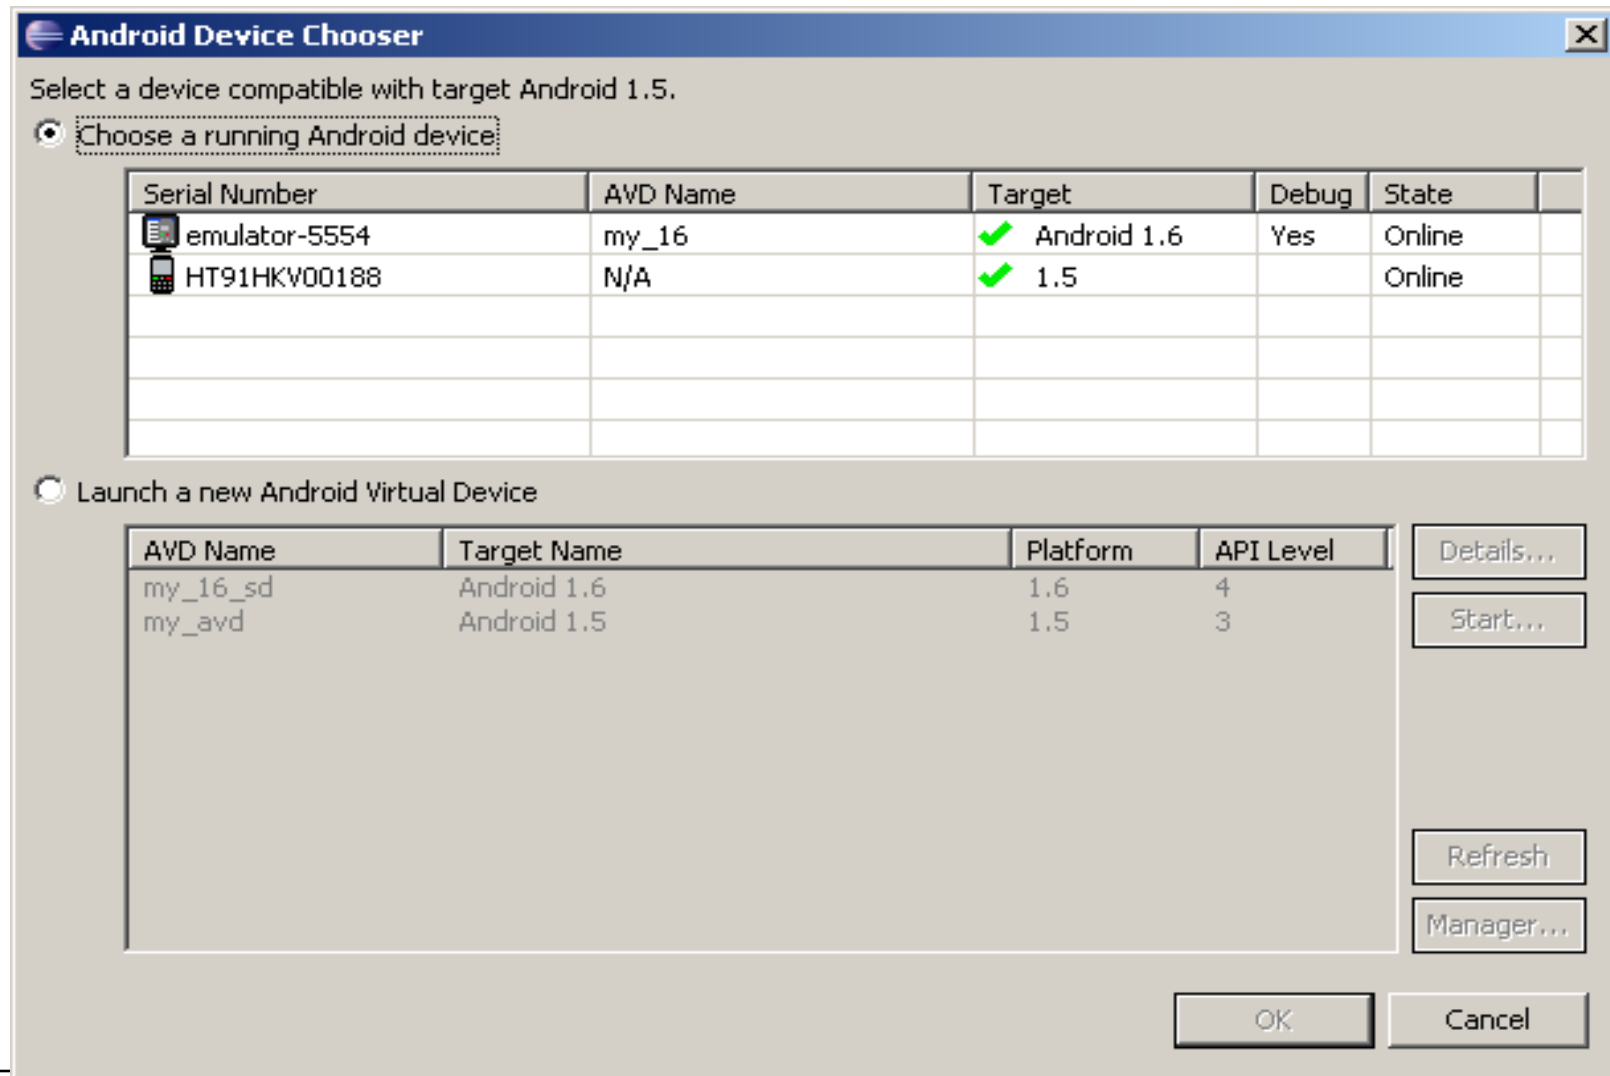 Android Device Chooser
Select a device compatible with target Android 1.5.
Choose a running Android device
Serial Number AVD Name Target Debug State
emulator-5554 my_16 Android 1.6 Yes Online
HT91HKV00188 N/A 1.5 Online
Launch a new Android Virtual Device
AVD Name Target Name Platform API Level Details...
my_16_sd Android 1.6 1.6 4
my_avd Android 1.5 1.5 3 Start...
Refresh
Manager...
OK Cancel